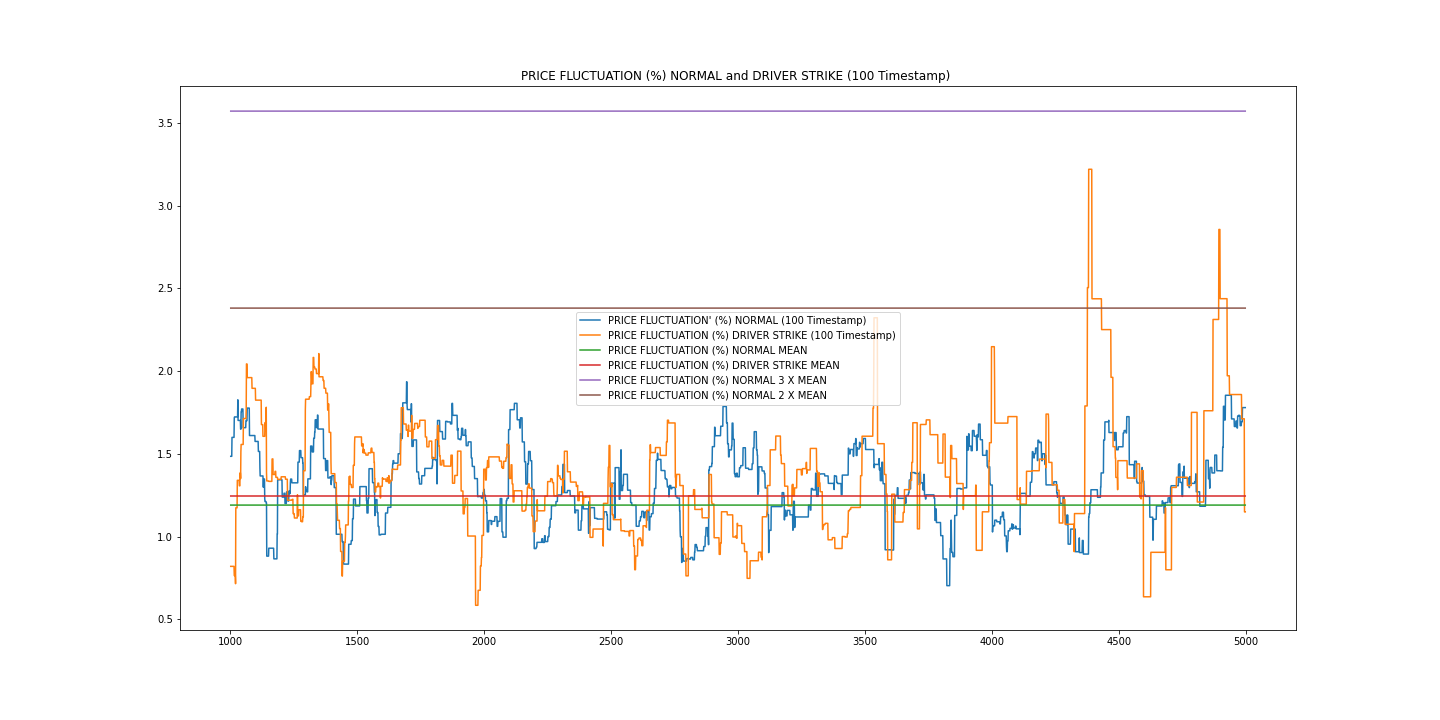 PRICE FLUCTUATION (%) NORMAL and DRIVER STRIKE (100 Timestamp)
3.5
3.0
2.5
2.0
1.5
1.0
0.5
PRICE FLUCTUATION' (%) NORMAL (100 Timestamp)
PRICE FLUCTUATION (%) DRIVER STRIKE (100 Timestamp)
PRICE FLUCTUATION (%) NORMAL MEAN
PRICE FLUCTUATION (%) DRIVER STRIKE MEAN
PRICE FLUCTUATION (%) NORMAL 3 X MEAN
PRICE FLUCTUATION (%) NORMAL 2 X MEAN
1000 1500 2000 2500 3000 3500 4000 4500 5000